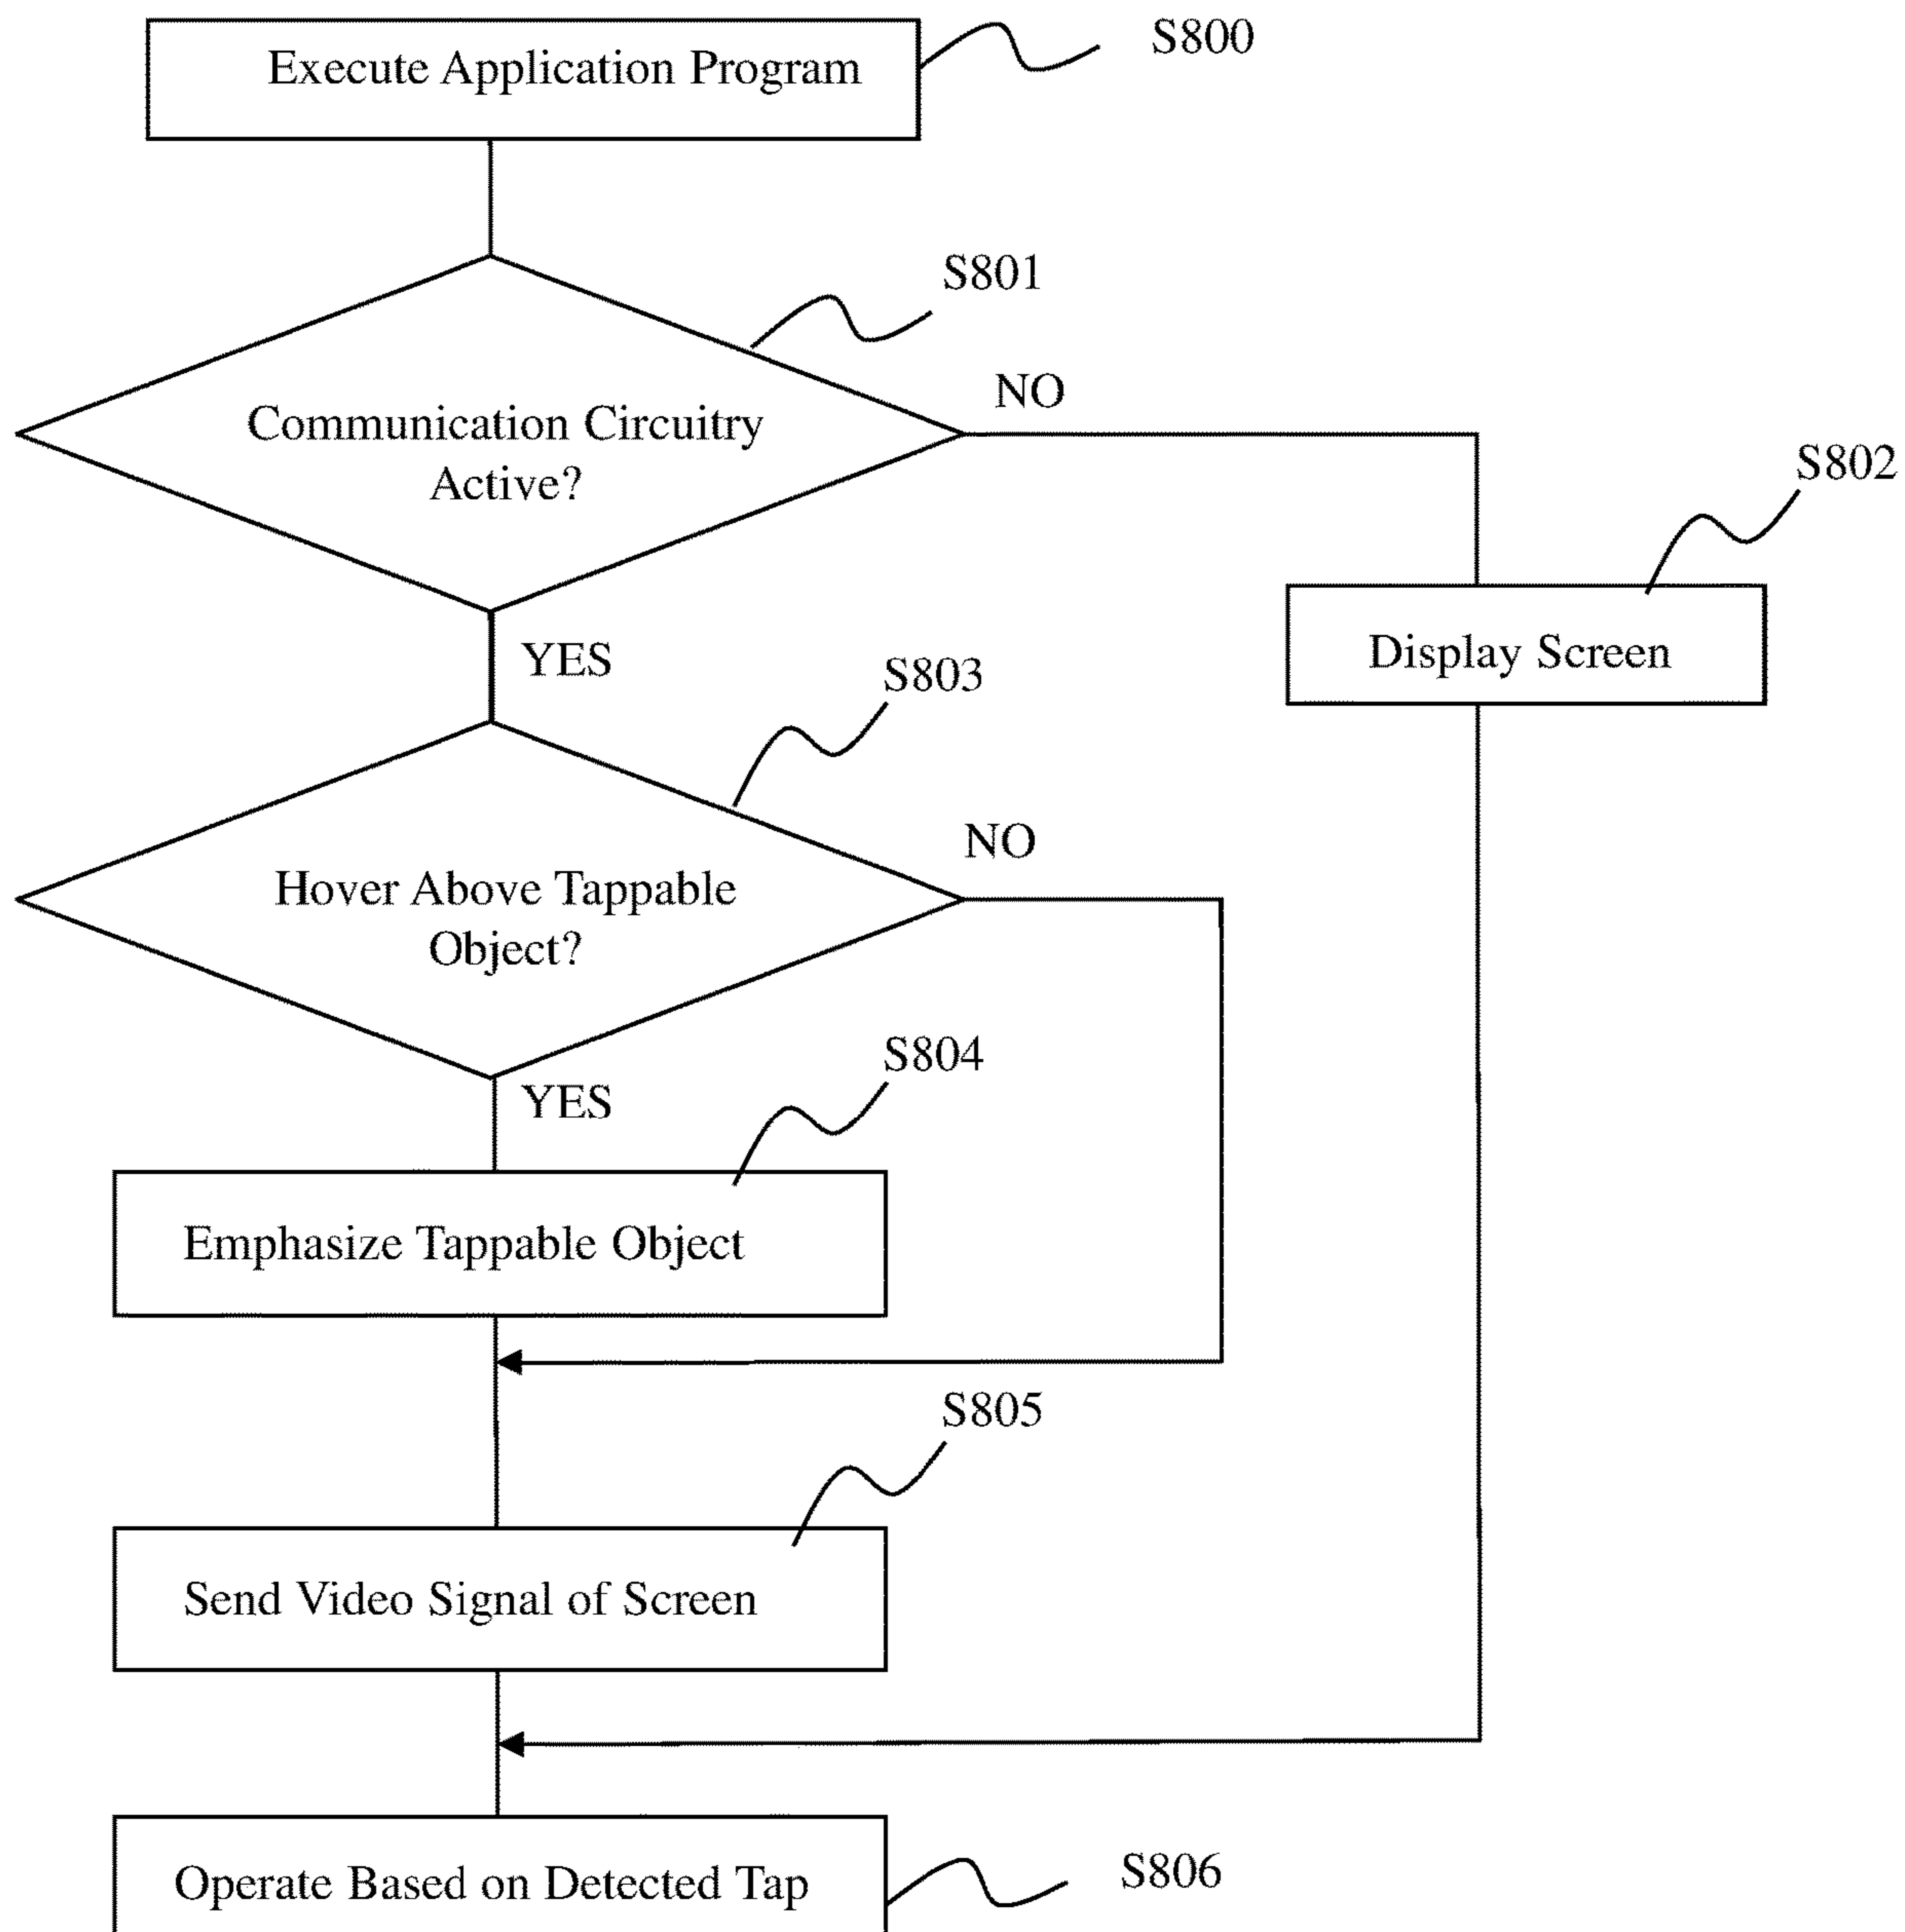 Execute Application Program
S800
S801
Communication Circuitry
Active?
NO
S802
Display Screen
YES
S803
Hover Above Tappable
Object?
NO
YES
S804
Emphasize Tappable Object
S805
Send Video Signal of Screen
Operate Based on Detected Tap
S806